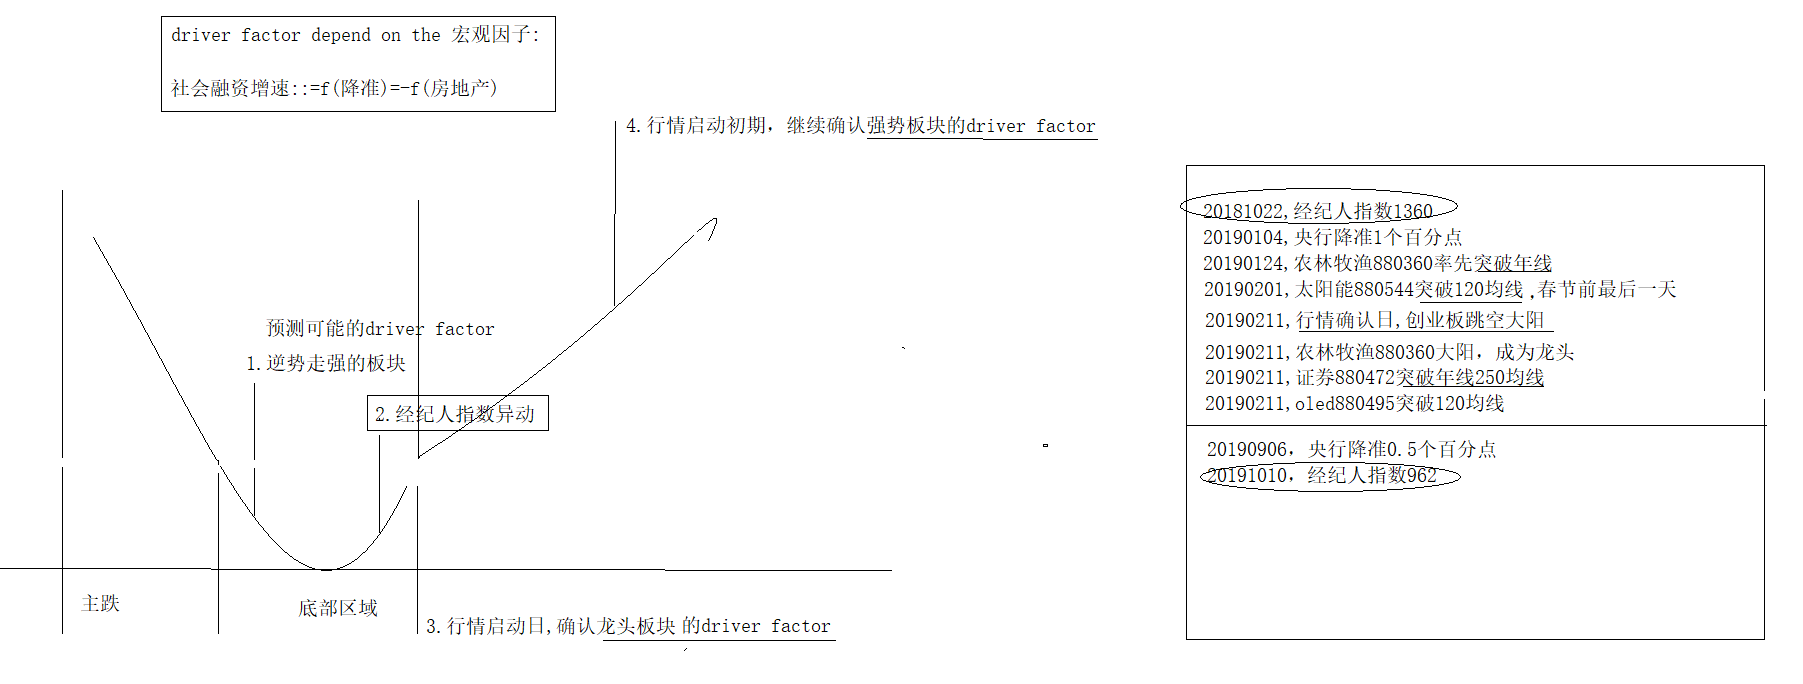 driver factor depend on the 宏观因子:
社会融资增速::=f(降准)=-f(房地产)
4.行情启动初期，继续确认强势板块的driver factor
预测可能的driver factor
1.逆势走强的板块
2.经纪人指数异动
主跌
底部区域
3.行情启动日,确认龙头板块 的driver factor
20181022,经纪人指数1360
20190104,央行降准1个百分点
20190124,农林牧渔880360率先突破年线
20190201,太阳能880544突破120均线 ,春节前最后一天
20190211,行情确认日,创业板跳空大阳
20190211,农林牧渔880360大阳，成为龙头
20190211,证券880472突破年线250均线
20190211,oled880495突破120均线
20190906，央行降准0.5个百分点
20191010，经纪人指数962